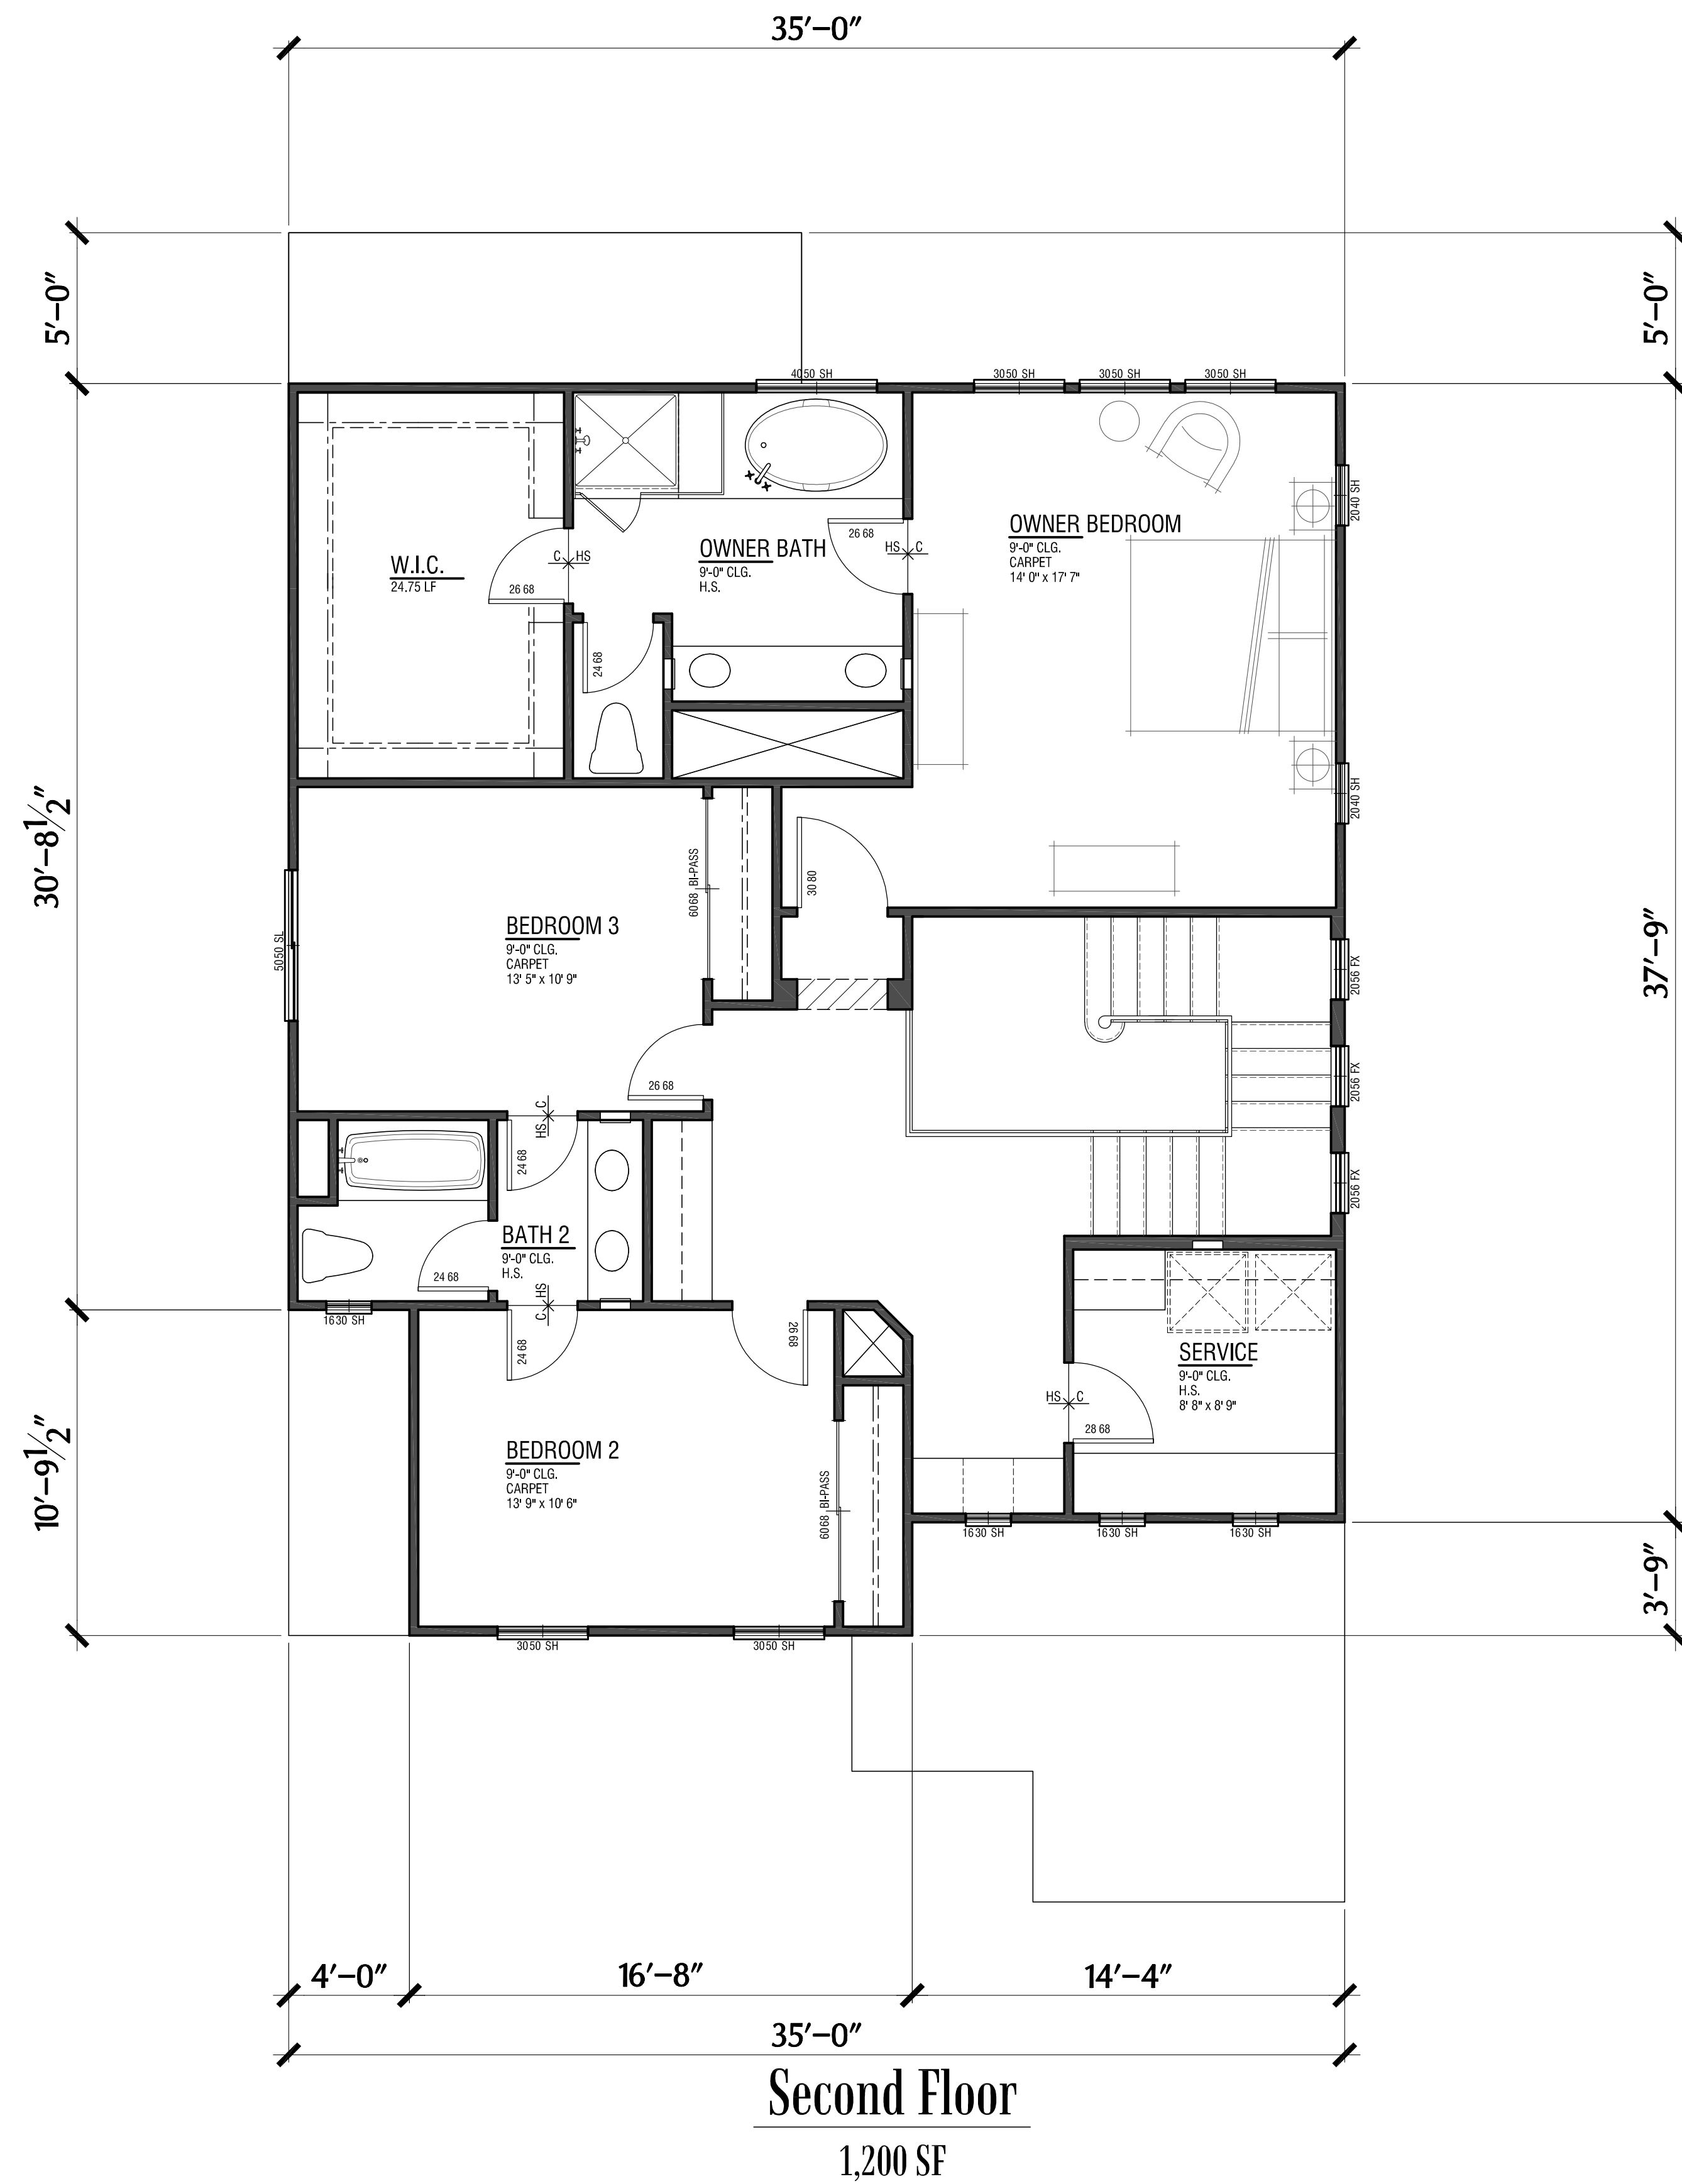 35'–0"
5'–0"
5'–0"
4050 SH
3050 SH
3050 SH
3050 SH
2040 SH
OWNER BEDROOM
9'-0" CLG.
CARPET
14' 0" x 17' 7"
OWNER BATH
9'-0" CLG.
H.S.
26 68
HS C
W.I.C.
24.75 LF
C HS
26 68
24 68
2040 SH
30'–8 1/2"
37'–9"
30 80
6068 BI-PASS
BEDROOM 3
9'-0" CLG.
CARPET
13' 5" x 10' 9"
5050 SL
2056 FX
2056 FX
2056 FX
26 68
HS C
24 68
BATH 2
9'-0" CLG.
H.S.
24 68
C HS
1630 SH
24 68
26 68
SERVICE
9'-0" CLG.
H.S.
8' 8" x 8' 9"
HS C
28 68
10'–9 1/2"
BEDROOM 2
9'-0" CLG.
CARPET
13' 9" x 10' 6"
6068 BI-PASS
1630 SH
1630 SH
1630 SH
3'–9"
3050 SH
3050 SH
4'–0"
16'–8"
14'–4"
35'–0"
Second Floor
1,200 SF